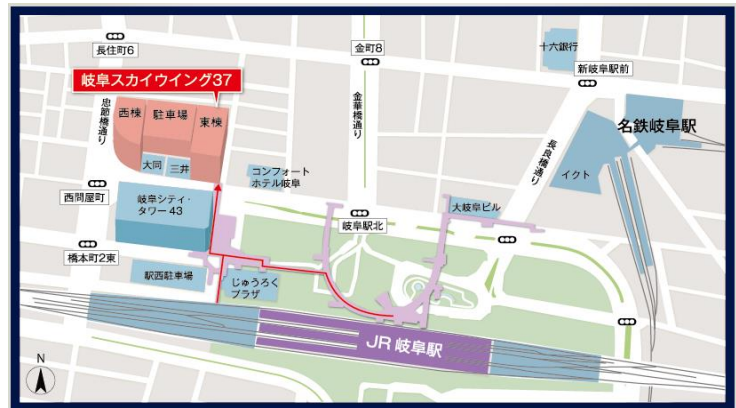 長住町6
金町8
十六銀行
新岐阜駅前
岐阜スカイウイング37
忠節橋通り
西棟
駐車場
東棟
金華橋通り
長良橋通り
名鉄岐阜駅
イクト
大同
三井
コンフォート
ホテル岐阜
西問屋町
岐阜シティ・
タワー 43
岐阜駅北
大岐阜ビル
橋本町2東
駅西駐車場
じゅうろく
プラザ
JR 岐阜駅
N